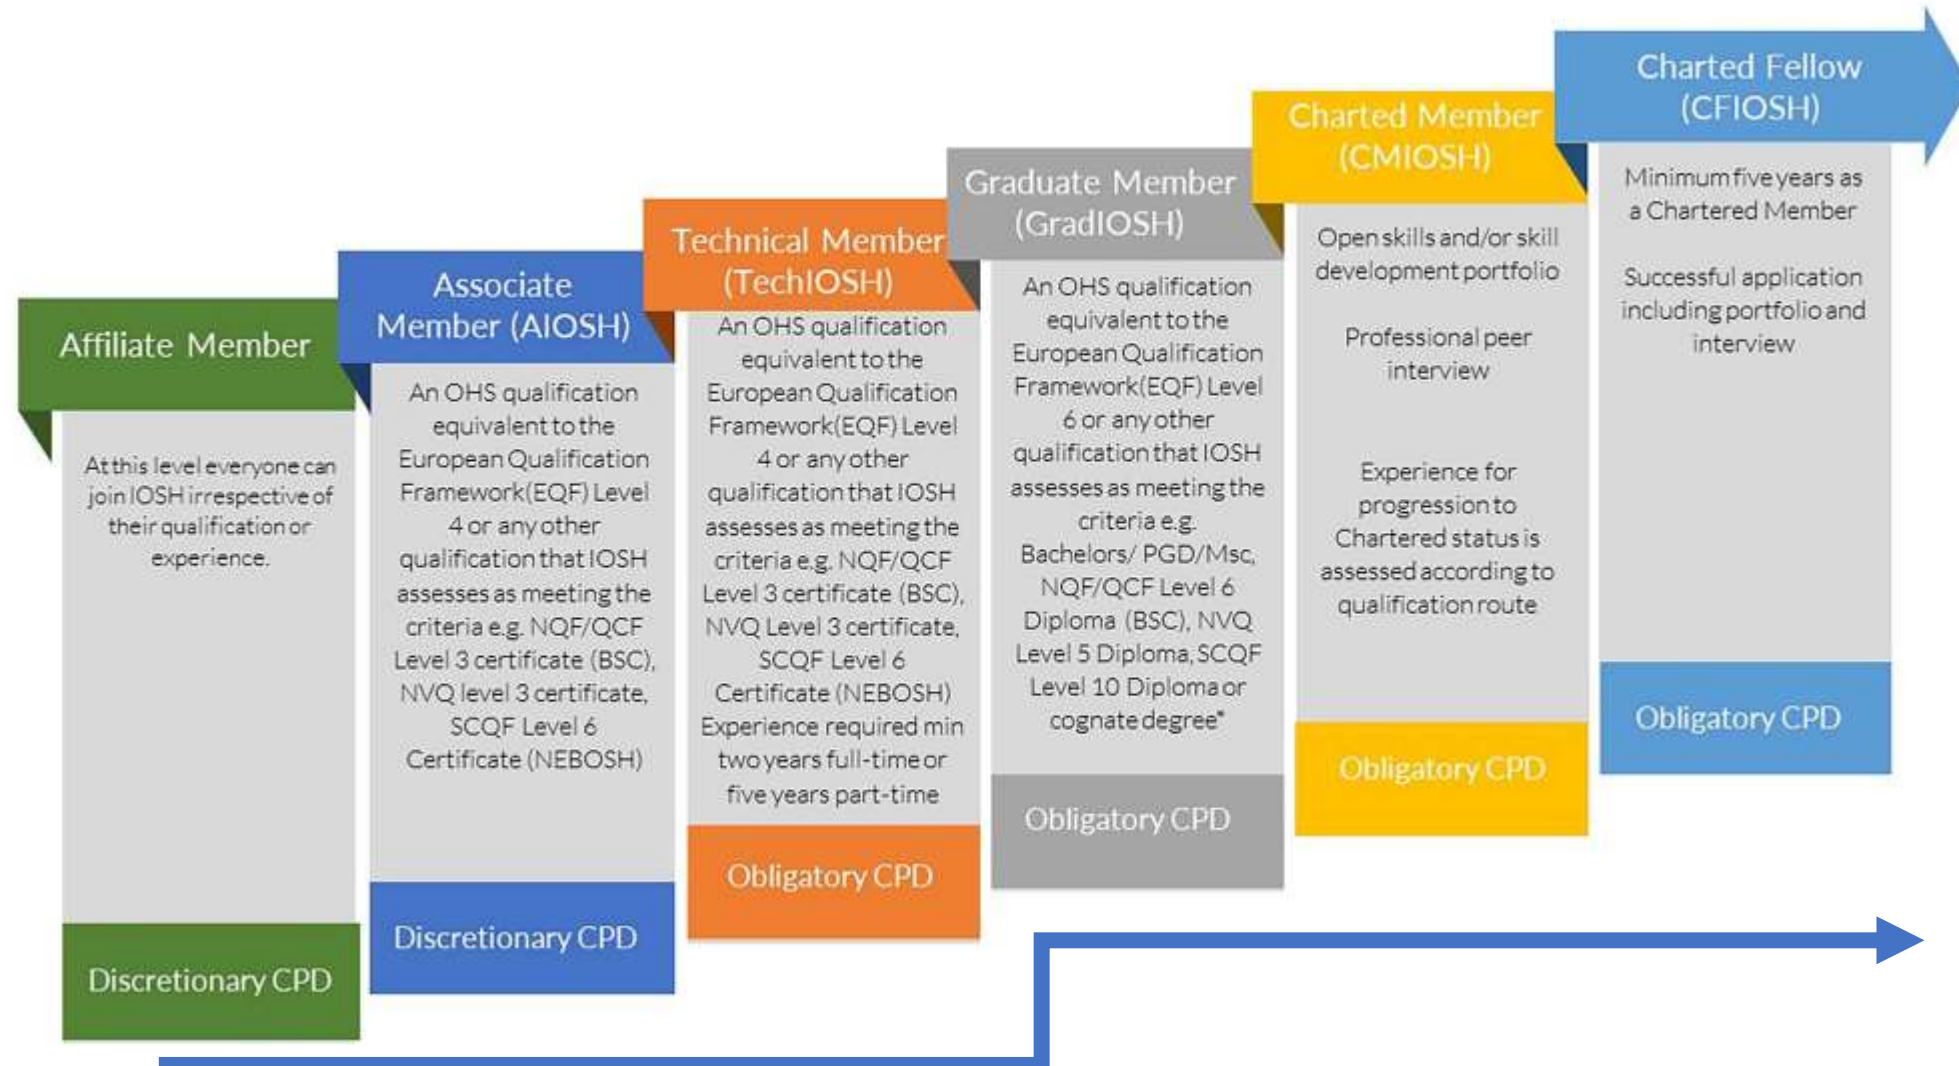 Affiliate Member
At this level everyone can
join IOSH irrespective of
their qualification or
experience.
Discretionary CPD
Associate
Member (AIOSH)
An OHS qualification
equivalent to the
European Qualification
Framework(EQF) Level
4 or any other
qualification that IOSH
assesses as meeting the
criteria e.g. NQF/QCF
Level 3 certificate (BSC),
NVQ level 3 certificate,
SCQF Level 6
Certificate (NEBOSH)
Discretionary CPD
Technical Member
(TechIOSH)
An OHS qualification
equivalent to the
European Qualification
Framework(EQF) Level
4 or any other
qualification that IOSH
assesses as meeting the
criteria e.g. NQF/QCF
Level 3 certificate (BSC),
NVQ Level 3 certificate,
SCQF Level 6
Certificate (NEBOSH)
Experience required min
two years full-time or
five years part-time
Obligatory CPD
Graduate Member
(GradIOSH)
An OHS qualification
equivalent to the
European Qualification
Framework(EQF) Level
6 or any other
qualification that IOSH
assesses as meeting the
criteria e.g.
Bachelors/ PGD/Msc,
NQF/QCF Level 6
Diploma (BSC), NVQ
Level 5 Diploma, SCQF
Level 10 Diploma or
cognate degree*
Obligatory CPD
Charted Member
(CMIOSH)
Open skills and/or skill
development portfolio
Professional peer
interview
Experience for
progression to
Chartered status is
assessed according to
qualification route
Obligatory CPD
Charted Fellow
(CFIOSH)
Minimum five years as
a Chartered Member
Successful application
including portfolio and
interview
Obligatory CPD